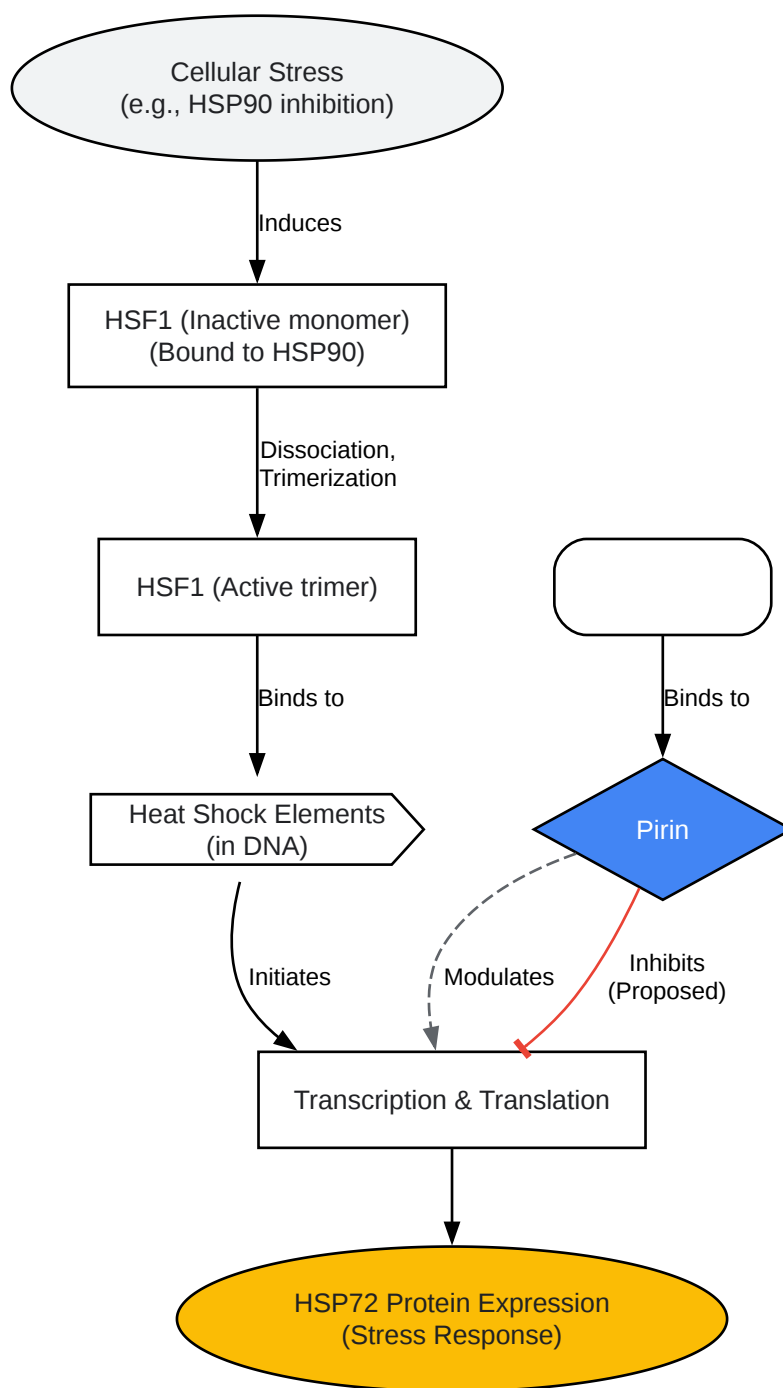 Cellular Stress
(e.g., HSP90 inhibition)
Induces
HSF1 (Inactive monomer)
(Bound to HSP90)
Dissociation,
Trimerization
HSF1 (Active trimer)
Binds to
Binds to
Heat Shock Elements
(in DNA)
Pirin
Initiates
Modulates
Inhibits
(Proposed)
Transcription & Translation
HSP72 Protein Expression
(Stress Response)